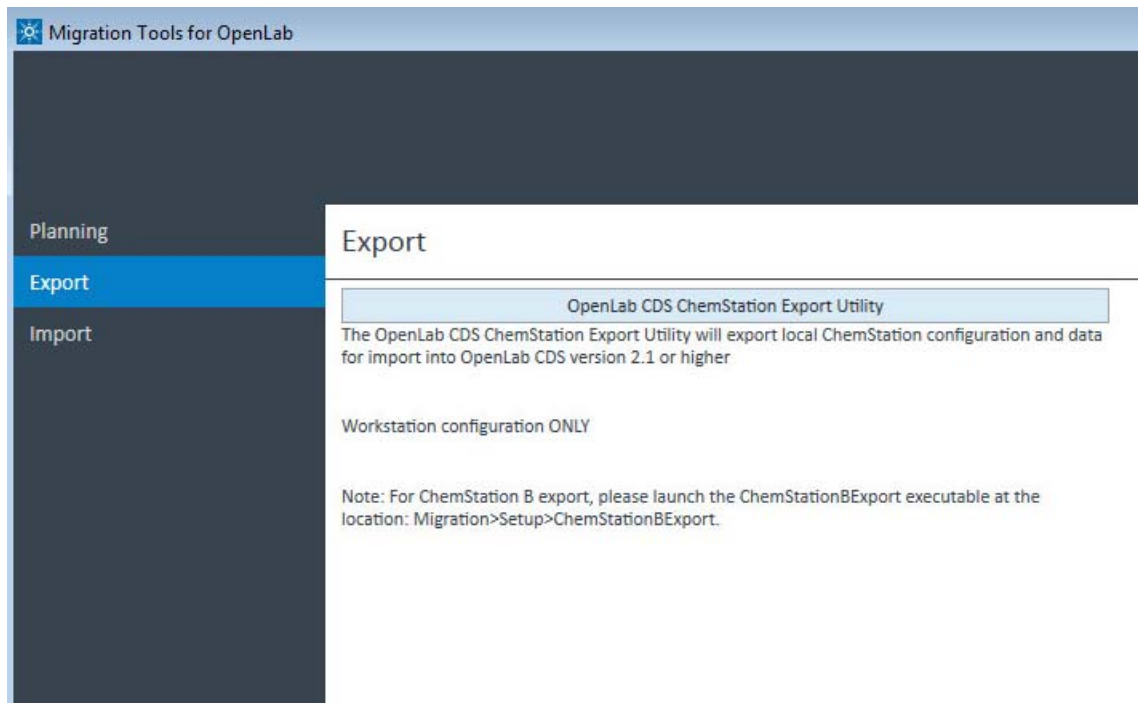 Migration Tools for OpenLab
Planning
Export
Import
Export
OpenLab CDS ChemStation Export Utility
The OpenLab CDS ChemStation Export Utility will export local ChemStation configuration and data
for import into OpenLab CDS version 2.1 or higher
Workstation configuration ONLY
Note: For ChemStation B export, please launch the ChemStationBExport executable at the
location: Migration>Setup>ChemStationBExport.